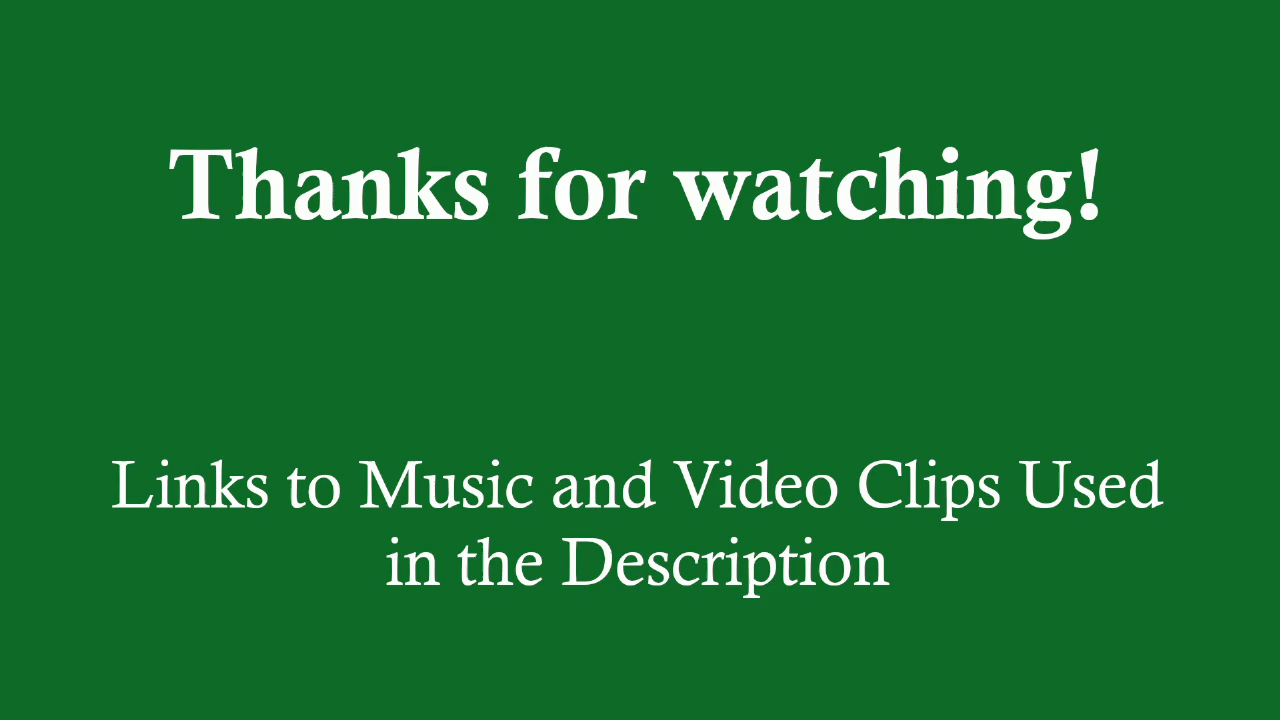 Thanks for watching!
Links to Music and Video Clips Used
in the Description